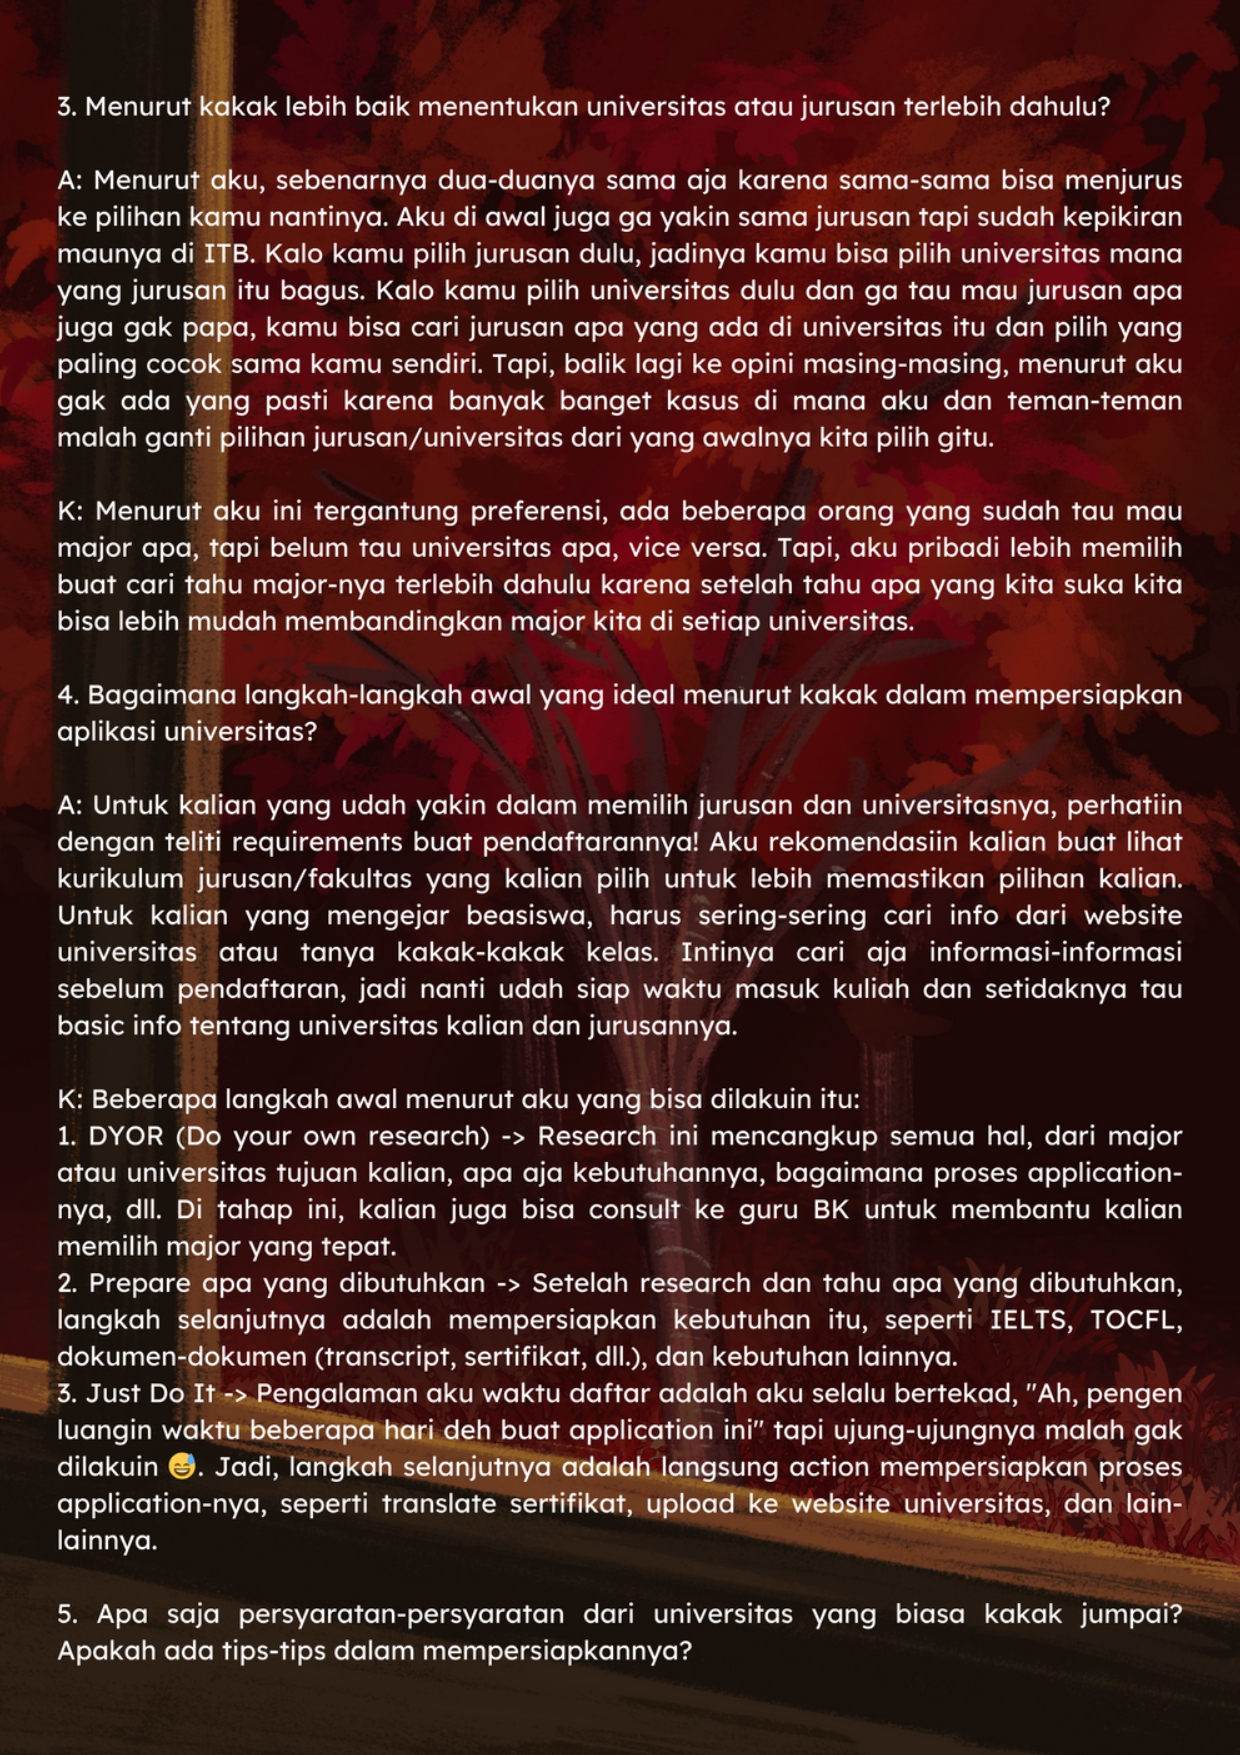 3. Menurut kakak lebih baik menentukan universitas atau jurusan terlebih dahulu?
A: Menurut aku, sebenarnya dua-duanya sama aja karena sama-sama bisa menjurus
ke pilihan kamu nantinya. Aku di awal juga ga yakin sama jurusan tapi sudah kepikiran
maunya di ITB. Kalo kamu pilih jurusan dulu, jadinya kamu bisa pilih universitas mana
yang jurusan itu bagus. Kalo kamu pilih universitas dulu dan ga tau mau jurusan apa
juga gak papa, kamu bisa cari jurusan apa yang ada di universitas itu dan pilih yang
paling cocok sama kamu sendiri. Tapi, balik lagi ke opini masing-masing, menurut aku
gak ada yang pasti karena banyak banget kasus di mana aku dan teman-teman
malah ganti pilihan jurusan/universitas dari yang awalnya kita pilih gitu.
K: Menurut aku ini tergantung preferensi, ada beberapa orang yang sudah tau mau
major apa, tapi belum tau universitas apa, vice versa. Tapi, aku pribadi lebih memilih
buat cari tahu major-nya terlebih dahulu karena setelah tahu apa yang kita suka kita
bisa lebih mudah membandingkan major kita di setiap universitas.
4. Bagaimana langkah-langkah awal yang ideal menurut kakak dalam mempersiapkan
aplikasi universitas?
A: Untuk kalian yang udah yakin dalam memilih jurusan dan universitasnya, perhatiin
dengan teliti requirements buat pendaftarannya! Aku rekomendasiin kalian buat lihat
kurikulum jurusan/fakultas yang kalian pilih untuk lebih memastikan pilihan kalian.
Untuk kalian yang mengejar beasiswa, harus sering-sering cari info dari website
universitas atau tanya kakak-kakak kelas. Intinya cari aja informasi-informasi
sebelum pendaftaran, jadi nanti udah siap waktu masuk kuliah dan setidaknya tau
basic info tentang universitas kalian dan jurusannya.
K: Beberapa langkah awal menurut aku yang bisa dilakuin itu:
1. DYOR (Do your own research) -> Research ini mencangkup semua hal, dari major
atau universitas tujuan kalian, apa aja kebutuhannya, bagaimana proses application-
nya, dll. Di tahap ini, kalian juga bisa consult ke guru BK untuk membantu kalian
memilih major yang tepat.
2. Prepare apa yang dibutuhkan -> Setelah research dan tahu apa yang dibutuhkan,
langkah selanjutnya adalah mempersiapkan kebutuhan itu, seperti IELTS, TOCFL,
dokumen-dokumen (transcript, sertifikat, dll.), dan kebutuhan lainnya.
3. Just Do It -> Pengalaman aku waktu daftar adalah aku selalu bertekad, "Ah, pengen
luangin waktu beberapa hari deh buat application ini" tapi ujung-ujungnya malah gak
dilakuin 😅. Jadi, langkah selanjutnya adalah langsung action mempersiapkan proses
application-nya, seperti translate sertifikat, upload ke website universitas, dan lain-
lainnya.
5. Apa saja persyaratan-persyaratan dari universitas yang biasa kakak jumpai?
Apakah ada tips-tips dalam mempersiapkannya?